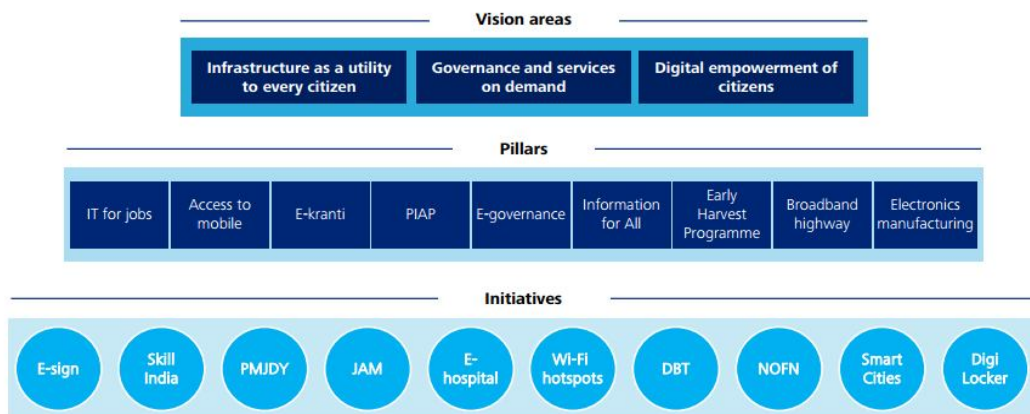 Vision areas
Infrastructure as a utility
to every citizen
Governance and services
on demand
Digital empowerment of
citizens
Pillars
IT for jobs
Access to
mobile
E-kranti
PIAP
E-governance
Information
for All
Early
Harvest
Programme
Broadband
highway
Electronics
manufacturing
Initiatives
E-sign
Skill
India
PMJDY
JAM
E-
hospital
Wi-Fi
hotspots
DBT
NOFN
Smart
Cities
Digi
Locker